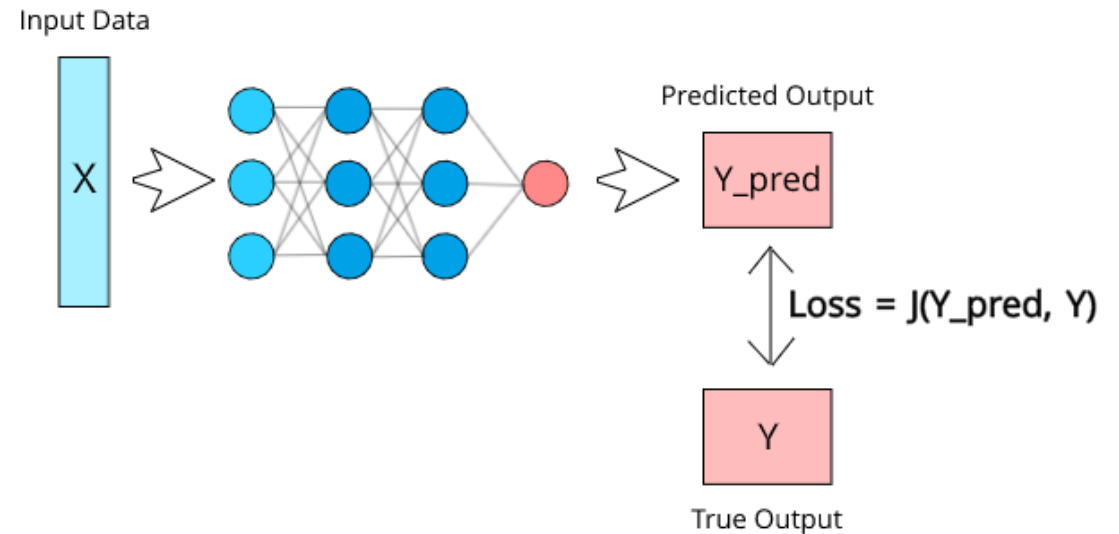 Input Data
X
Predicted Output
Y_pred
Loss = J(Y_pred, Y)
Y
True Output